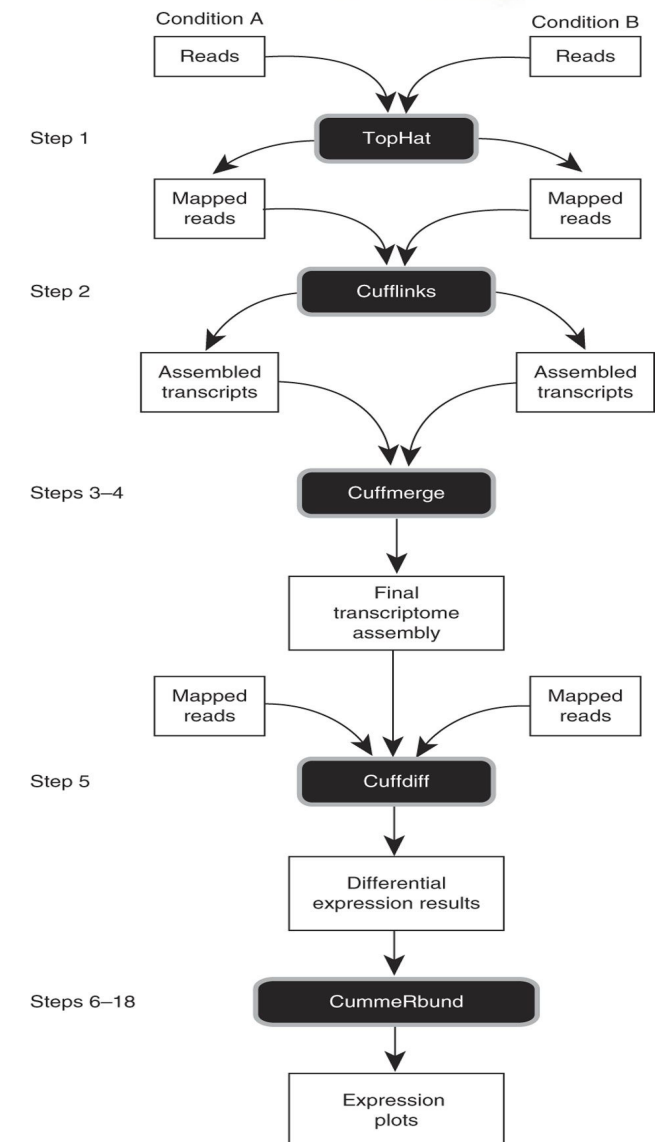 Condition A
Condition B
Reads
Reads
Step 1
TopHat
Mapped
reads
Mapped
reads
Step 2
Cufflinks
Assembled
transcripts
Assembled
transcripts
Steps 3–4
Cuffmerge
Final
transcriptome
assembly
Mapped
reads
Mapped
reads
Step 5
Cuffdiff
Differential
expression results
Steps 6–18
CummeRbund
Expression
plots